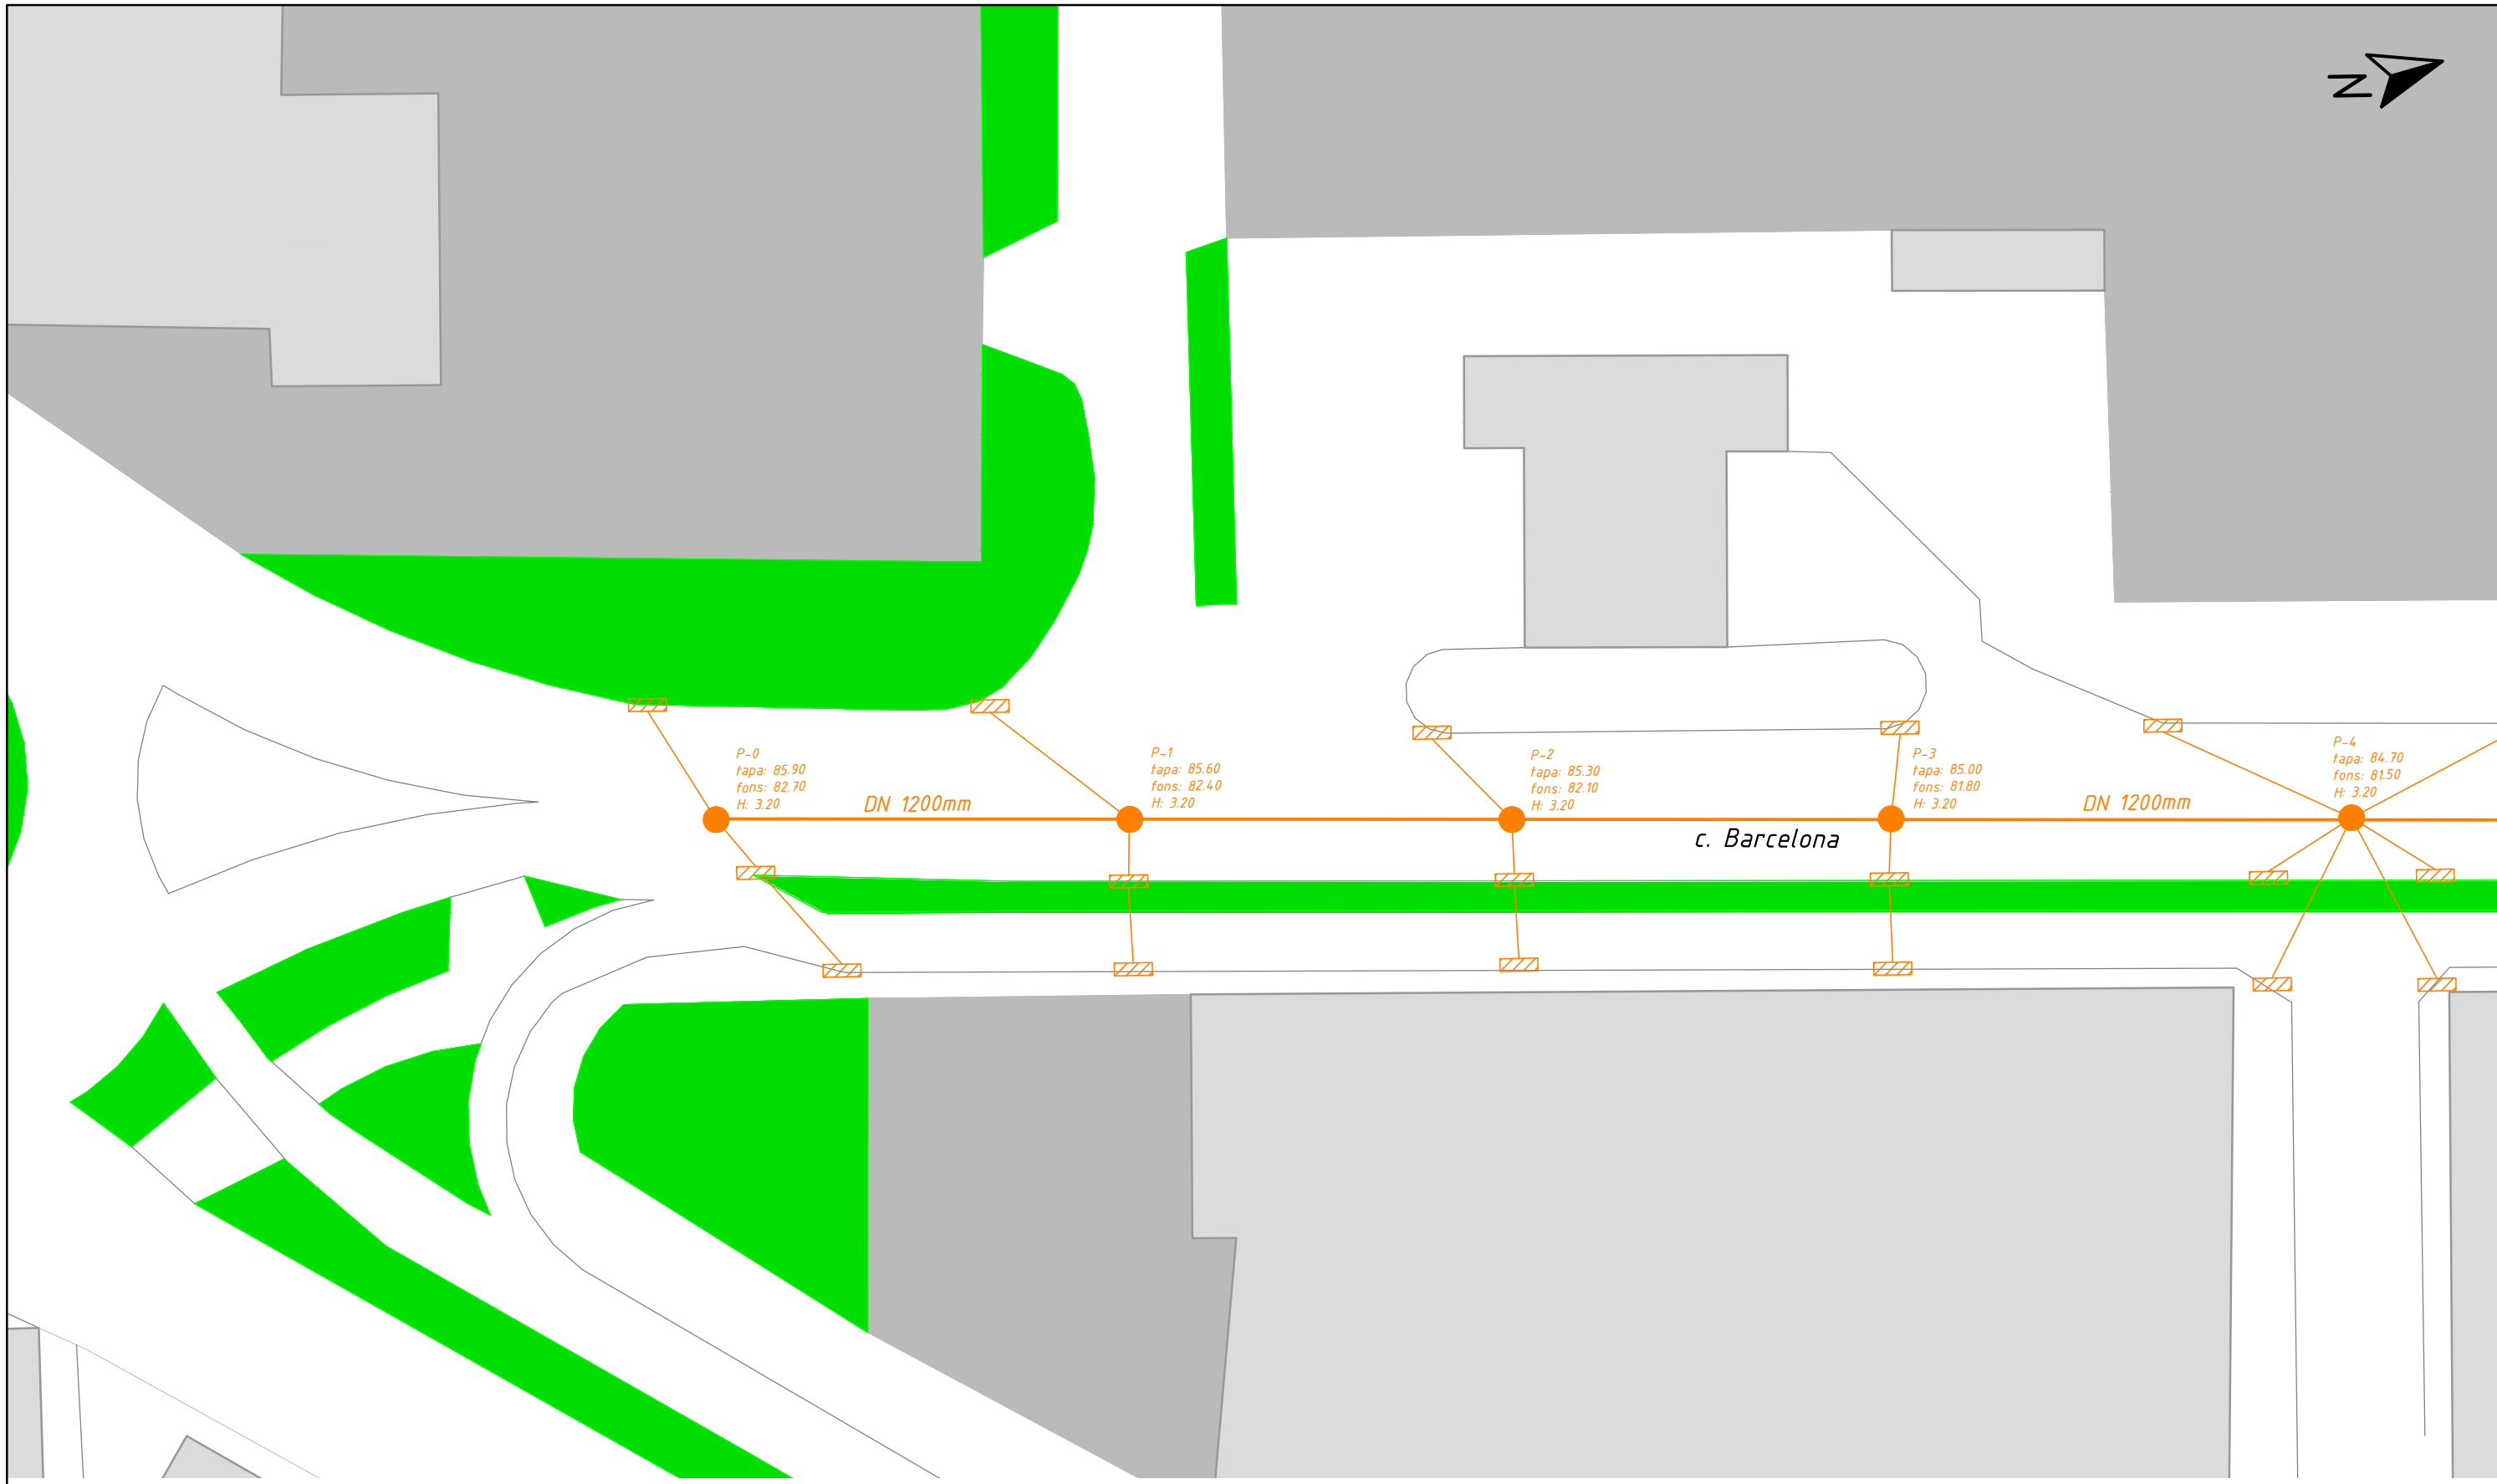 N
P-0
tapa: 85.90
fons: 82.70
H: 3.20
DN 1200mm
P-1
tapa: 85.60
fons: 82.40
H: 3.20
P-2
tapa: 85.30
fons: 82.10
H: 3.20
c. Barcelona
P-3
tapa: 85.00
fons: 81.80
H: 3.20
DN 1200mm
P-4
tapa: 84.70
fons: 81.50
H: 3.20